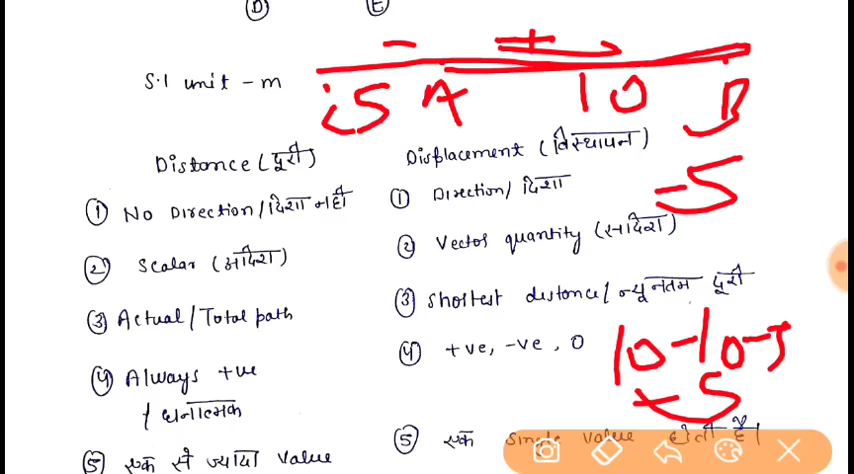 D E
- +
S.I unit - m
5 A 10 B
Distance (दूरी) Displacement (विस्थापन)
-5
① No Direction/दिशा नहीं ① Direction/दिशा
② Scalar (अदिश) ② Vector quantity (सदिश)
③ Actual/Total path ③ Shortest distance/न्यूनतम दूरी
④ Always +ve ④ +ve, -ve, 0
/धनात्मक
10-10-5
-5
⑤ एक से ज्यादा value ⑤ एक single value होती है।